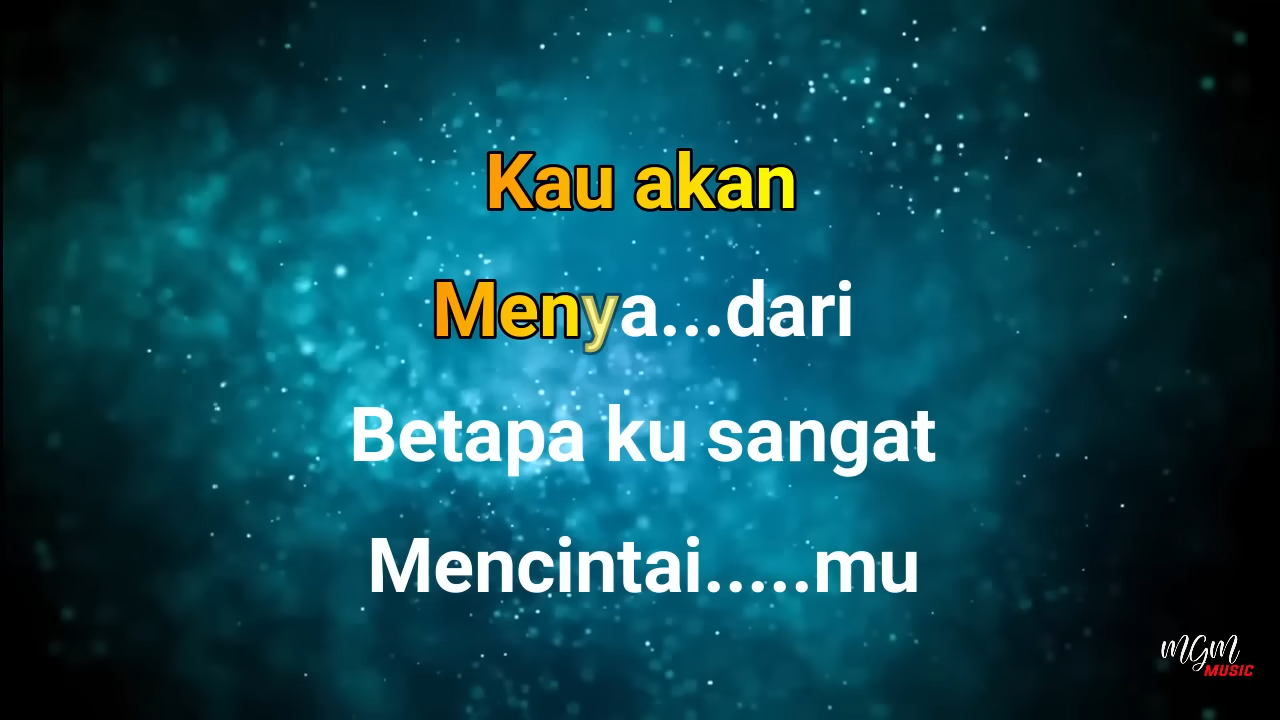 Kau akan
Menya...dari
Betapa ku sangat
Mencintai.....mu
MGM
MUSIC